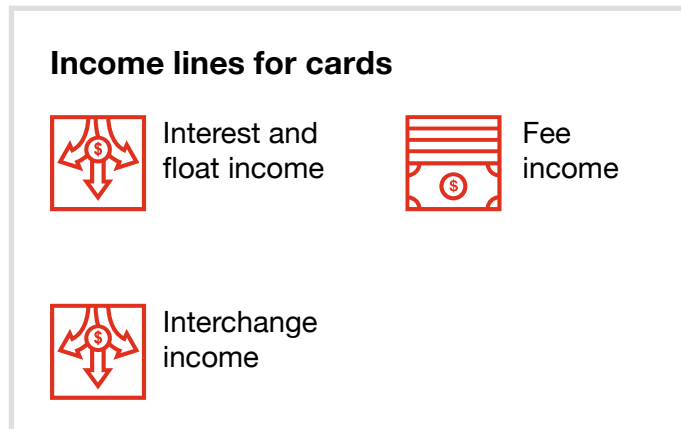 Income lines for cards
Interest and
float income
Fee
income
Interchange
income
$
$
$